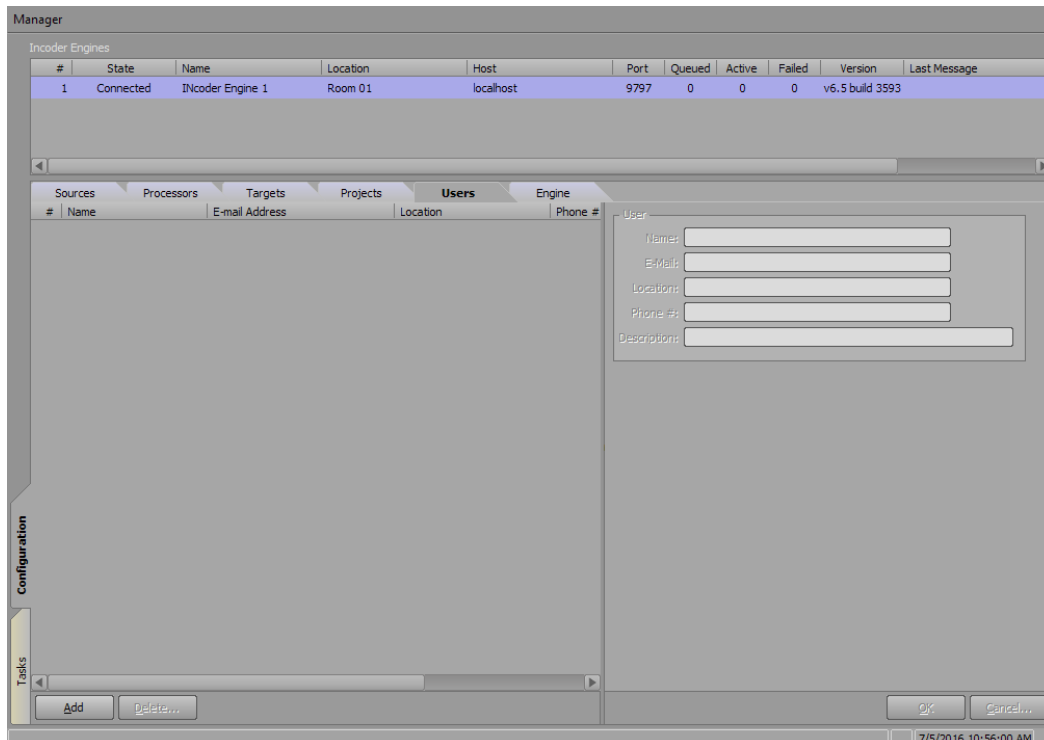 Manager
Incoder Engines
# State Name Location Host Port Queued Active Failed Version Last Message
1 Connected INcoder Engine 1 Room 01 localhost 9797 0 0 0 v6.5 build 3593
Sources Processors Targets Projects Users Engine
# Name E-mail Address Location Phone #
User
Name:
E-Mail:
Location:
Phone #:
Description:
Configuration
Tasks
Add Delete... OK Cancel...
7/5/2016 10:56:00 AM